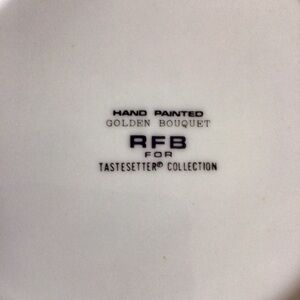 HAND PAINTED
GOLDEN BOUQUET
RFB
FOR
TASTESETTER® COLLECTION